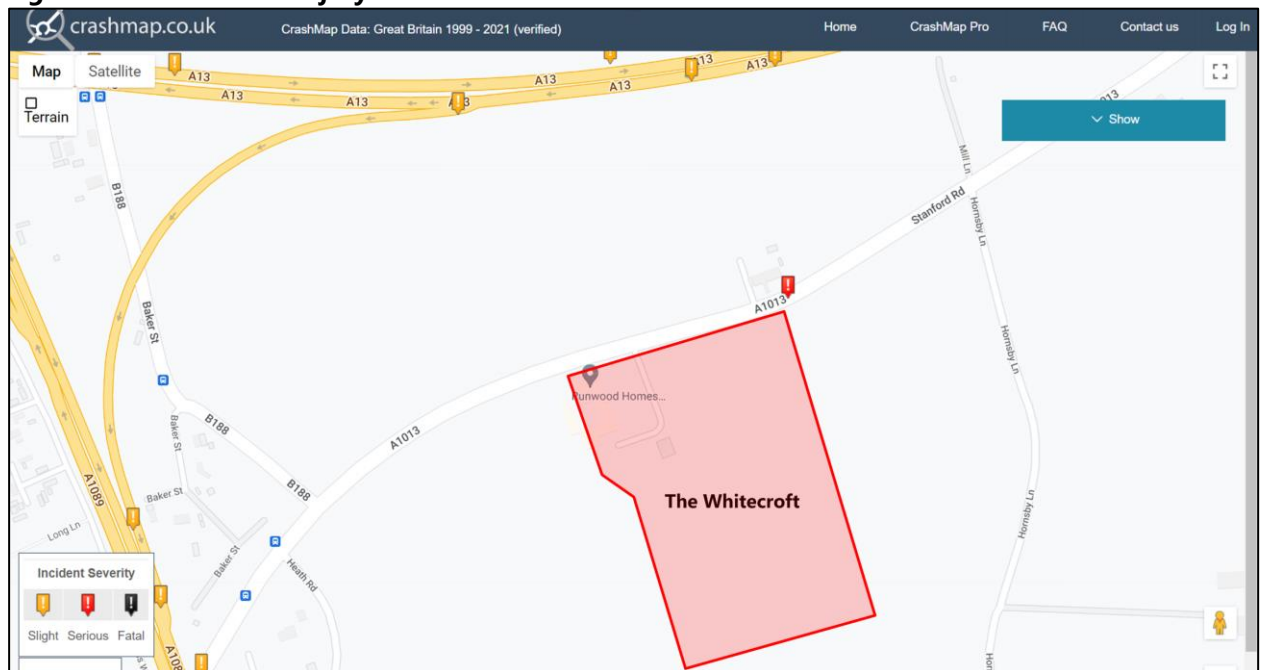 crashmap.co.uk
CrashMap Data: Great Britain 1999 - 2021 (verified)
Home
CrashMap Pro
FAQ
Contact us
Log In
Map
Satellite
Terrain
Show
A13
A13
A13
A13
A13
A13
A13
B188
Mill Ln
Stanford Rd
Hornsby Ln
A1013
Baker St
Hornsby Ln
Runwood Homes...
B188
Baker St
A1013
A1089
B188
Baker St
The Whitecroft
Hornsby Ln
Long Ln
Baker St
Heath Rd
Incident Severity
Slight Serious Fatal